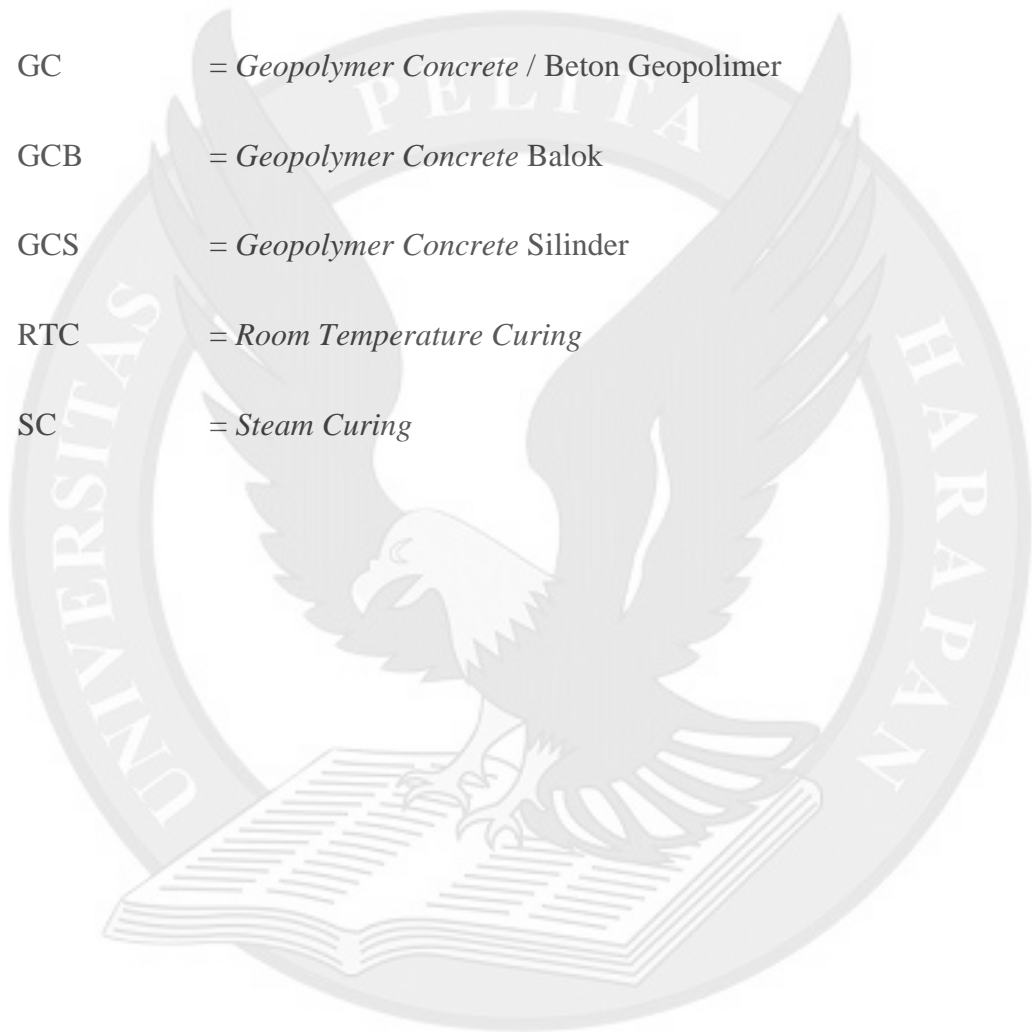 GC = Geopolymer Concrete / Beton Geopolimer
GCB = Geopolymer Concrete Balok
GCS = Geopolymer Concrete Silinder
RTC = Room Temperature Curing
SC = Steam Curing
UNIVERSITAS PELITA HARAPAN